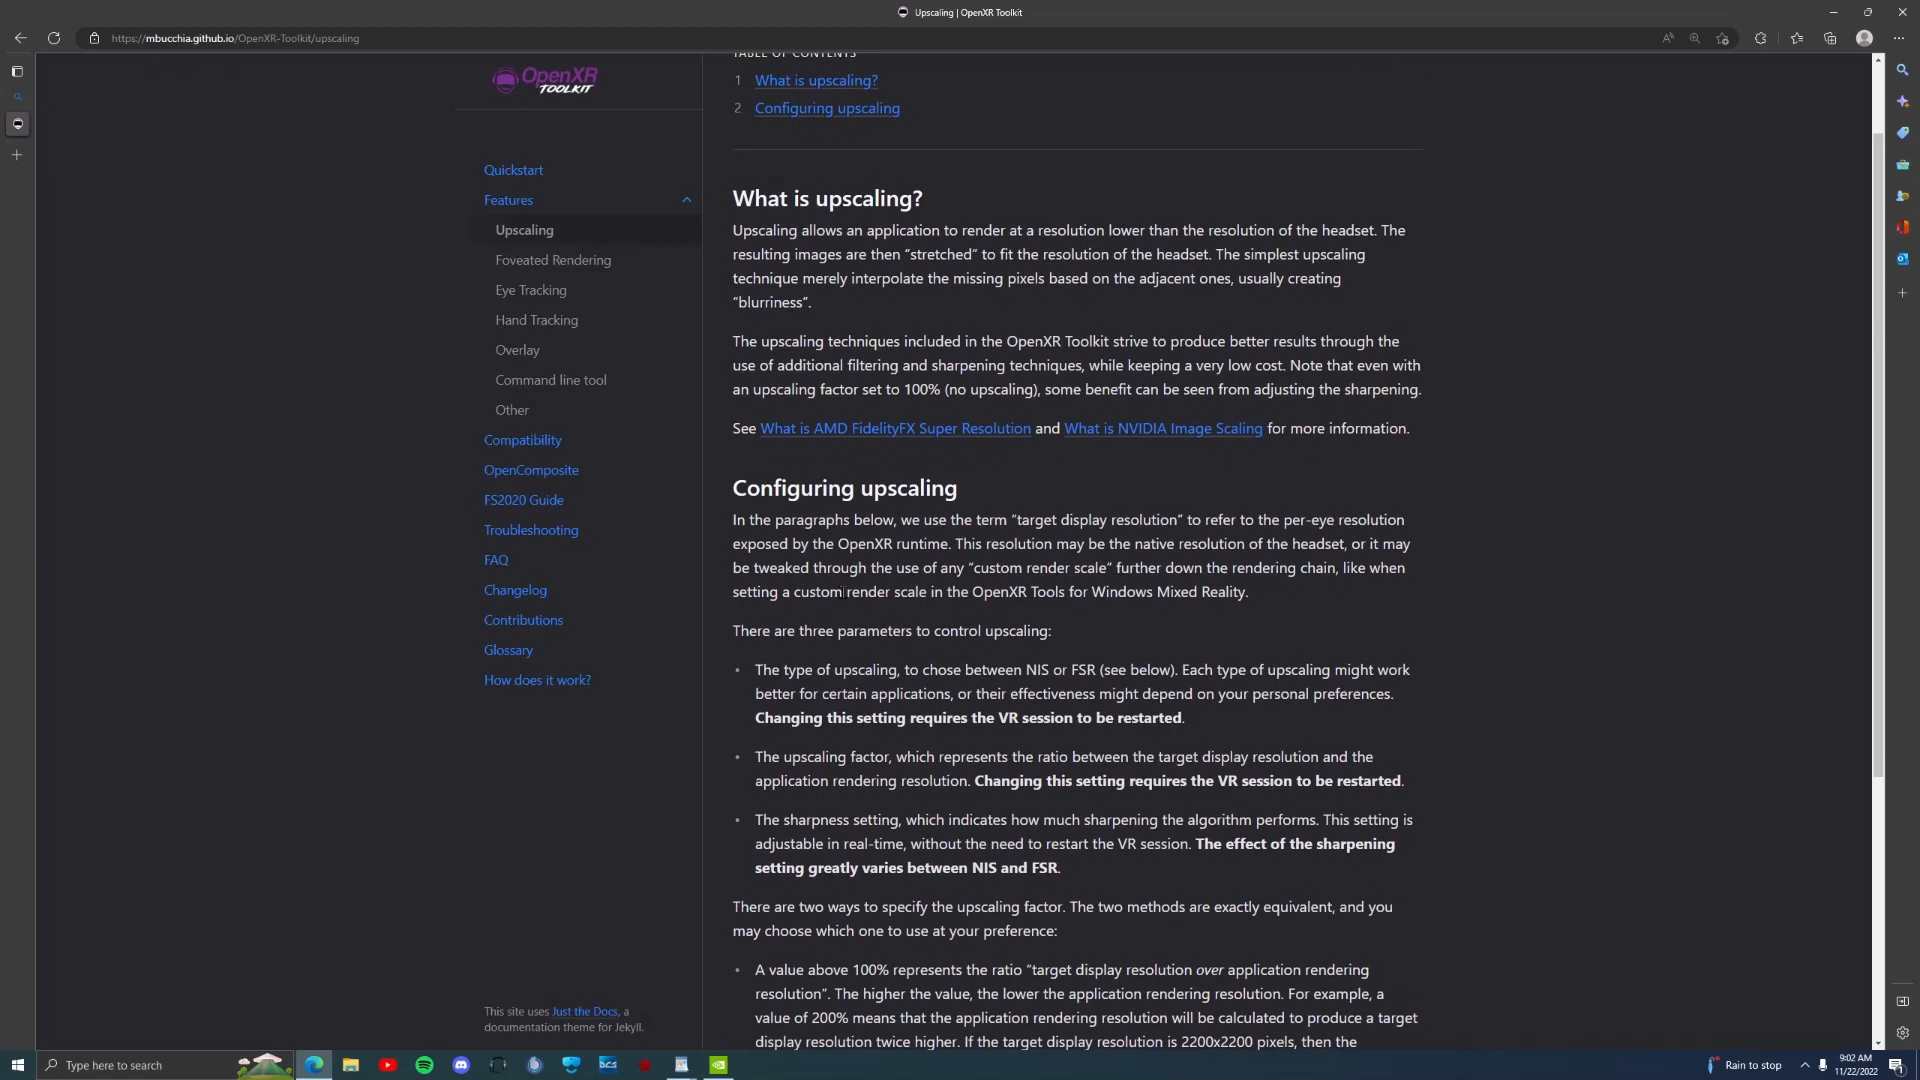 Upscaling | OpenXR Toolkit
https://mbucchia.github.io/OpenXR-Toolkit/upscaling
OpenXR
TOOLKIT
Quickstart
Features
Upscaling
Foveated Rendering
Eye Tracking
Hand Tracking
Overlay
Command line tool
Other
Compatibility
OpenComposite
FS2020 Guide
Troubleshooting
FAQ
Changelog
Contributions
Glossary
How does it work?
This site uses Just the Docs, a
documentation theme for Jekyll.
TABLE OF CONTENTS
1 What is upscaling?
2 Configuring upscaling
What is upscaling?
Upscaling allows an application to render at a resolution lower than the resolution of the headset. The
resulting images are then “stretched” to fit the resolution of the headset. The simplest upscaling
technique merely interpolate the missing pixels based on the adjacent ones, usually creating
“blurriness”.
The upscaling techniques included in the OpenXR Toolkit strive to produce better results through the
use of additional filtering and sharpening techniques, while keeping a very low cost. Note that even with
an upscaling factor set to 100% (no upscaling), some benefit can be seen from adjusting the sharpening.
See What is AMD FidelityFX Super Resolution and What is NVIDIA Image Scaling for more information.
Configuring upscaling
In the paragraphs below, we use the term “target display resolution” to refer to the per-eye resolution
exposed by the OpenXR runtime. This resolution may be the native resolution of the headset, or it may
be tweaked through the use of any “custom render scale” further down the rendering chain, like when
setting a custom render scale in the OpenXR Tools for Windows Mixed Reality.
There are three parameters to control upscaling:
• The type of upscaling, to chose between NIS or FSR (see below). Each type of upscaling might work
better for certain applications, or their effectiveness might depend on your personal preferences.
Changing this setting requires the VR session to be restarted.
• The upscaling factor, which represents the ratio between the target display resolution and the
application rendering resolution. Changing this setting requires the VR session to be restarted.
• The sharpness setting, which indicates how much sharpening the algorithm performs. This setting is
adjustable in real-time, without the need to restart the VR session. The effect of the sharpening
setting greatly varies between NIS and FSR.
There are two ways to specify the upscaling factor. The two methods are exactly equivalent, and you
may choose which one to use at your preference:
• A value above 100% represents the ratio “target display resolution over application rendering
resolution”. The higher the value, the lower the application rendering resolution. For example, a
value of 200% means that the application rendering resolution will be calculated to produce a target
display resolution twice higher. If the target display resolution is 2200x2200 pixels, then the
Type here to search
DCS
Rain to stop
9:02 AM
11/22/2022